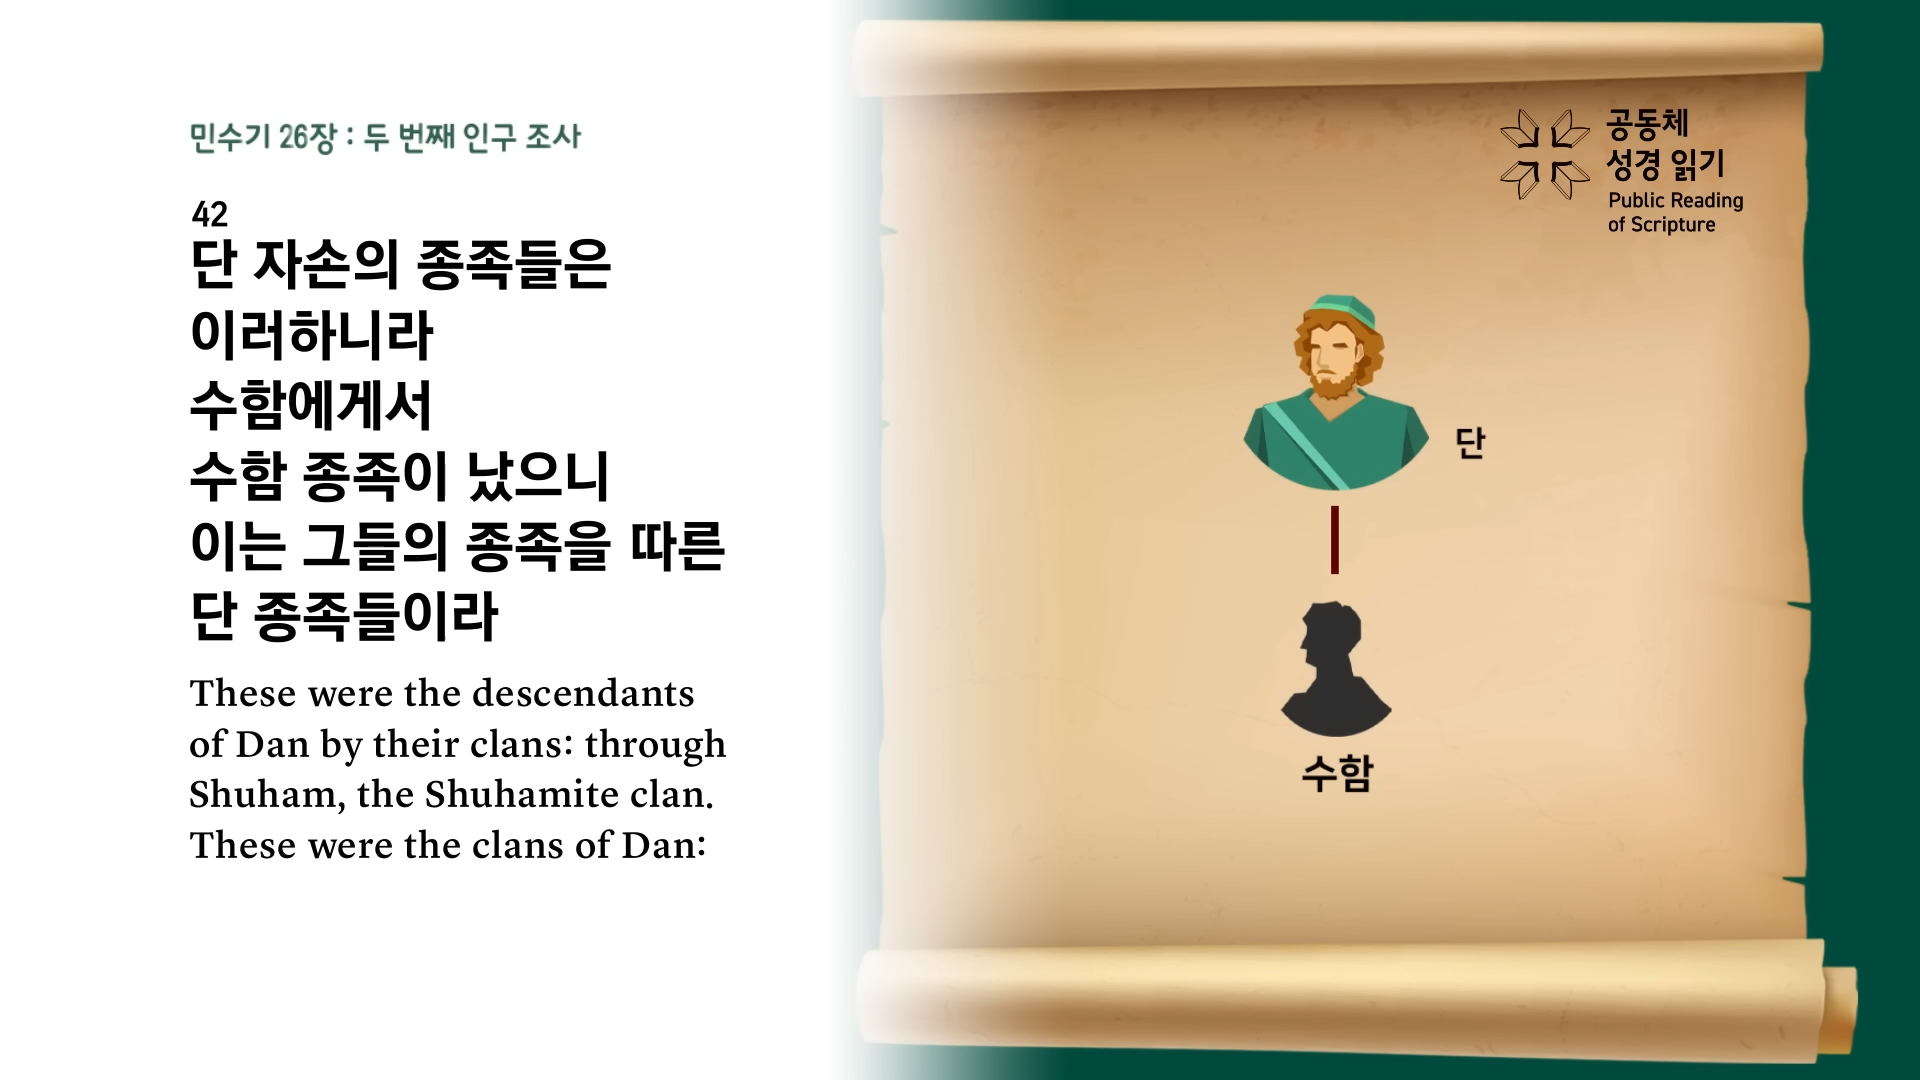 민수기 26장 : 두 번째 인구 조사
42
단 자손의 종족들은
이러하니라
수함에게서
수함 종족이 났으니
이는 그들의 종족을 따른
단 종족들이라
These were the descendants
of Dan by their clans: through
Shuham, the Shuhamite clan.
These were the clans of Dan:
공동체
성경 읽기
Public Reading
of Scripture
단
수함